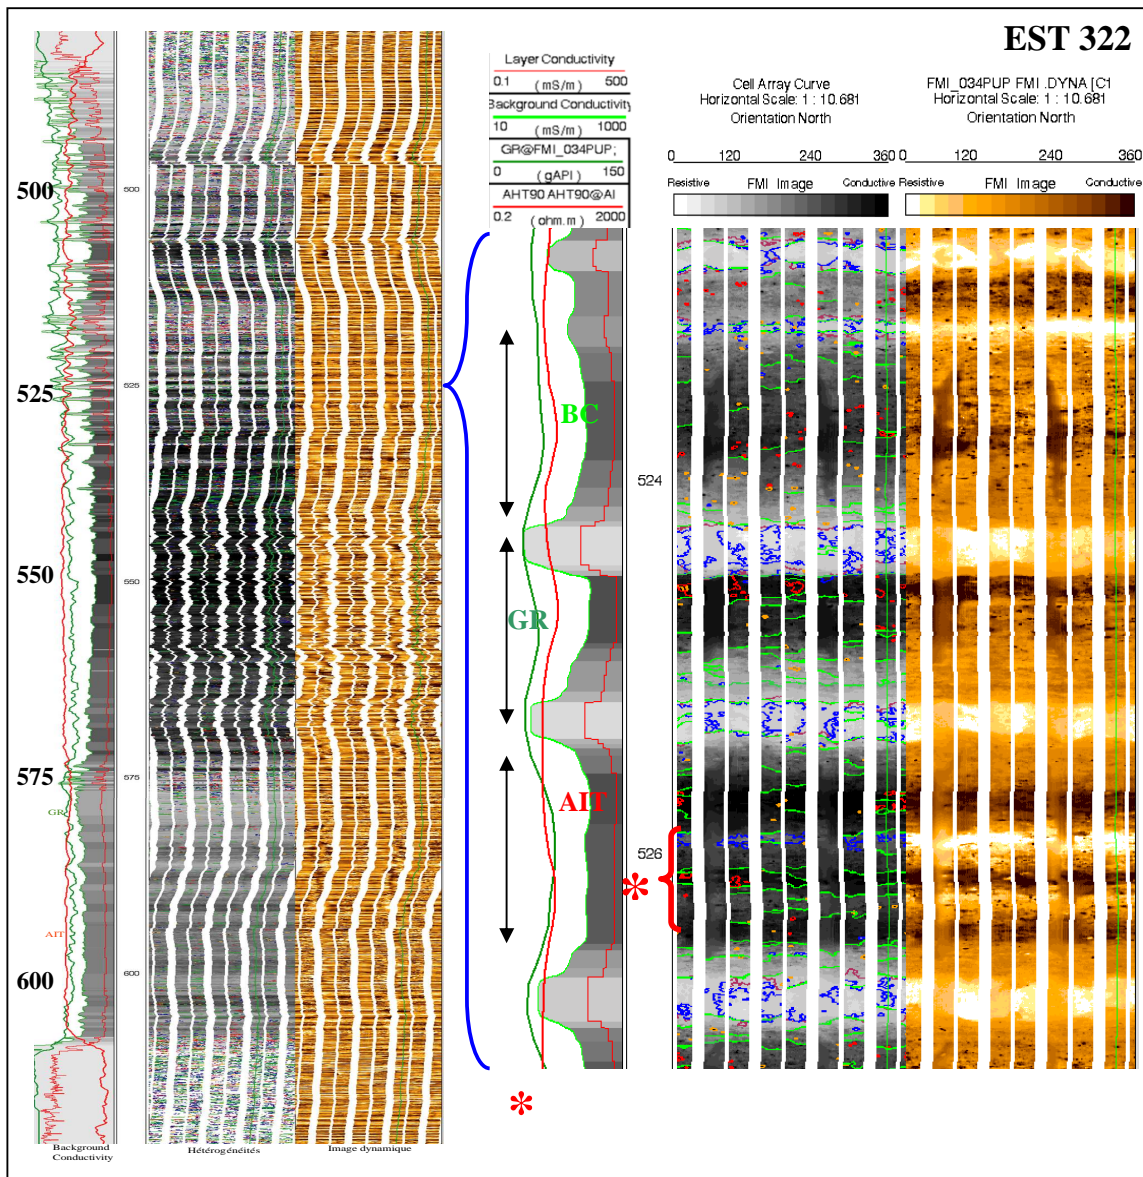 EST 322
Layer Conductivity
0.1 (mS/m) 500
Background Conductivity
10 (mS/m) 1000
GR@FMI_034PUP;
0 (gAPI) 150
AHT90 AHT90@AI
0.2 (ohm.m) 2000
Cell Array Curve
Horizontal Scale: 1 : 10.681
Orientation North
0 120 240 360
Resistive FMI Image Conductive
FMI_034PUP FMI .DYNA [C1
Horizontal Scale: 1 : 10.681
Orientation North
0 120 240 360
Resistive FMI Image Conductive
500
525
550
575
600
500
525
550
575
600
GR
AIT
BC
GR
AIT
524
526
*
*
Background
Conductivity
Hétérogénéités
Image dynamique